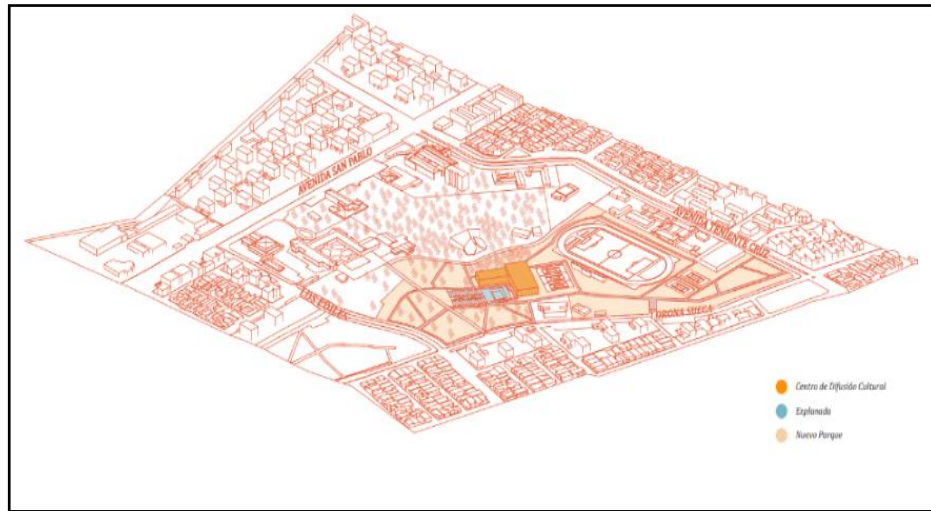 AVENIDA SAN PABLO
AVENIDA TENIENTE CRUZ
LOS EDILES
CORONA SUECA
Centro de Difusión Cultural
Explanada
Nuevo Parque